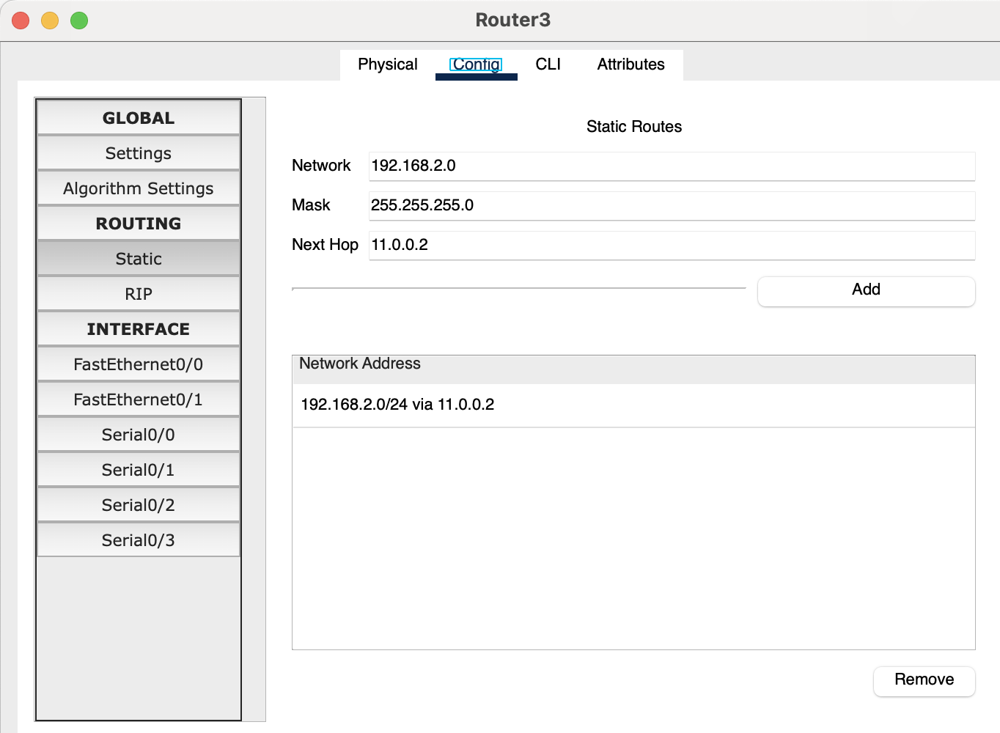 Router3
Physical Config CLI Attributes
GLOBAL
Settings
Algorithm Settings
ROUTING
Static
RIP
INTERFACE
FastEthernet0/0
FastEthernet0/1
Serial0/0
Serial0/1
Serial0/2
Serial0/3
Static Routes
Network 192.168.2.0
Mask 255.255.255.0
Next Hop 11.0.0.2
Add
Network Address
192.168.2.0/24 via 11.0.0.2
Remove